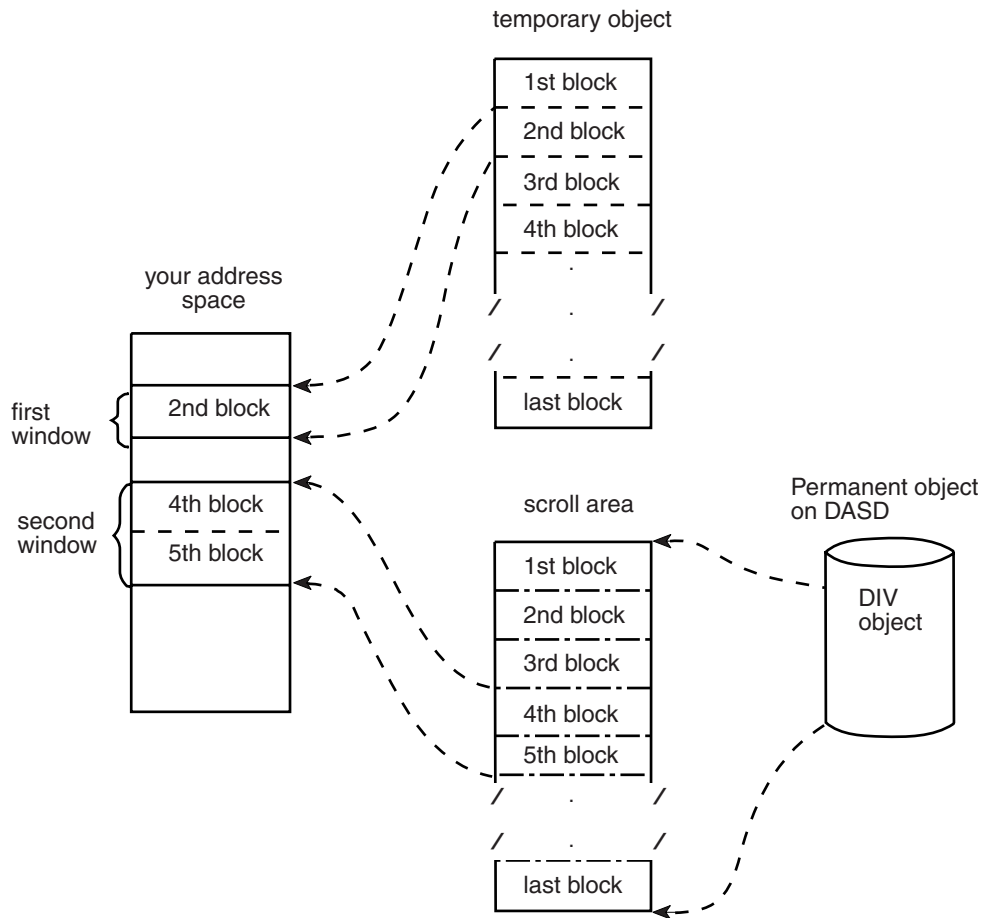 temporary object
1st block
2nd block
3rd block
4th block
last block
your address
space
first
window
2nd block
second
window
4th block
5th block
scroll area
1st block
2nd block
3rd block
4th block
5th block
last block
Permanent object
on DASD
DIV
object